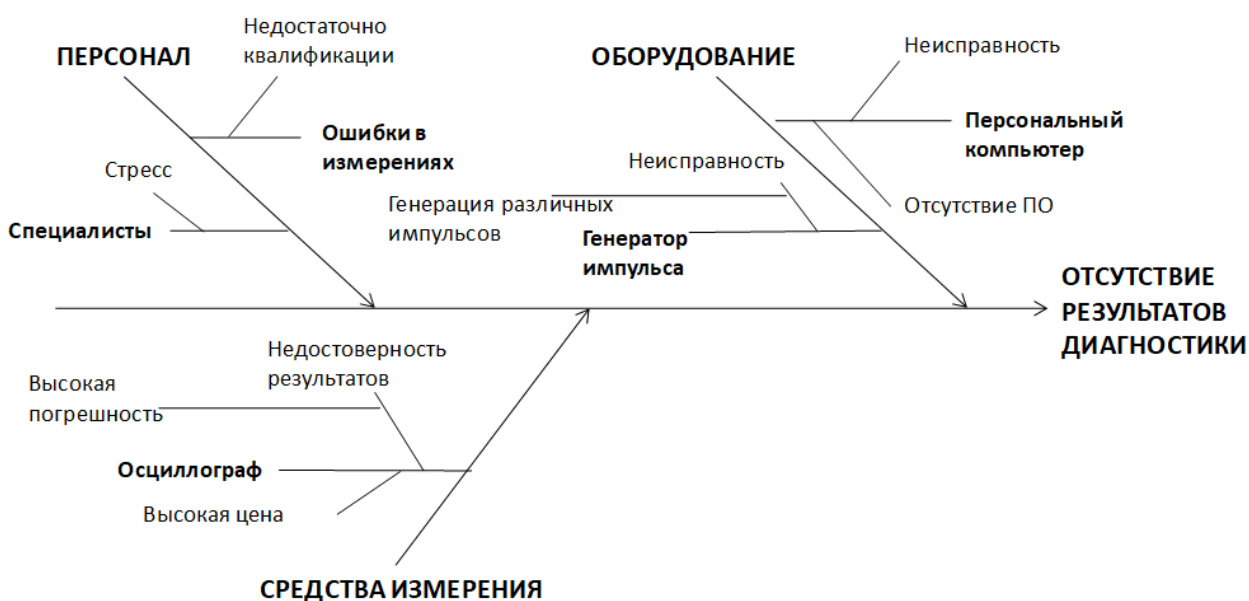 ПЕРСОНАЛ
Недостаточно
квалификации
Ошибки в
измерениях
Стресс
Специалисты
ОБОРУДОВАНИЕ
Неисправность
Персональный
компьютер
Отсутствие ПО
Неисправность
Генерация различных
импульсов
Генератор
импульса
ОТСУТСТВИЕ
РЕЗУЛЬТАТОВ
ДИАГНОСТИКИ
Недостоверность
результатов
Высокая
погрешность
Осциллограф
Высокая цена
СРЕДСТВА ИЗМЕРЕНИЯ